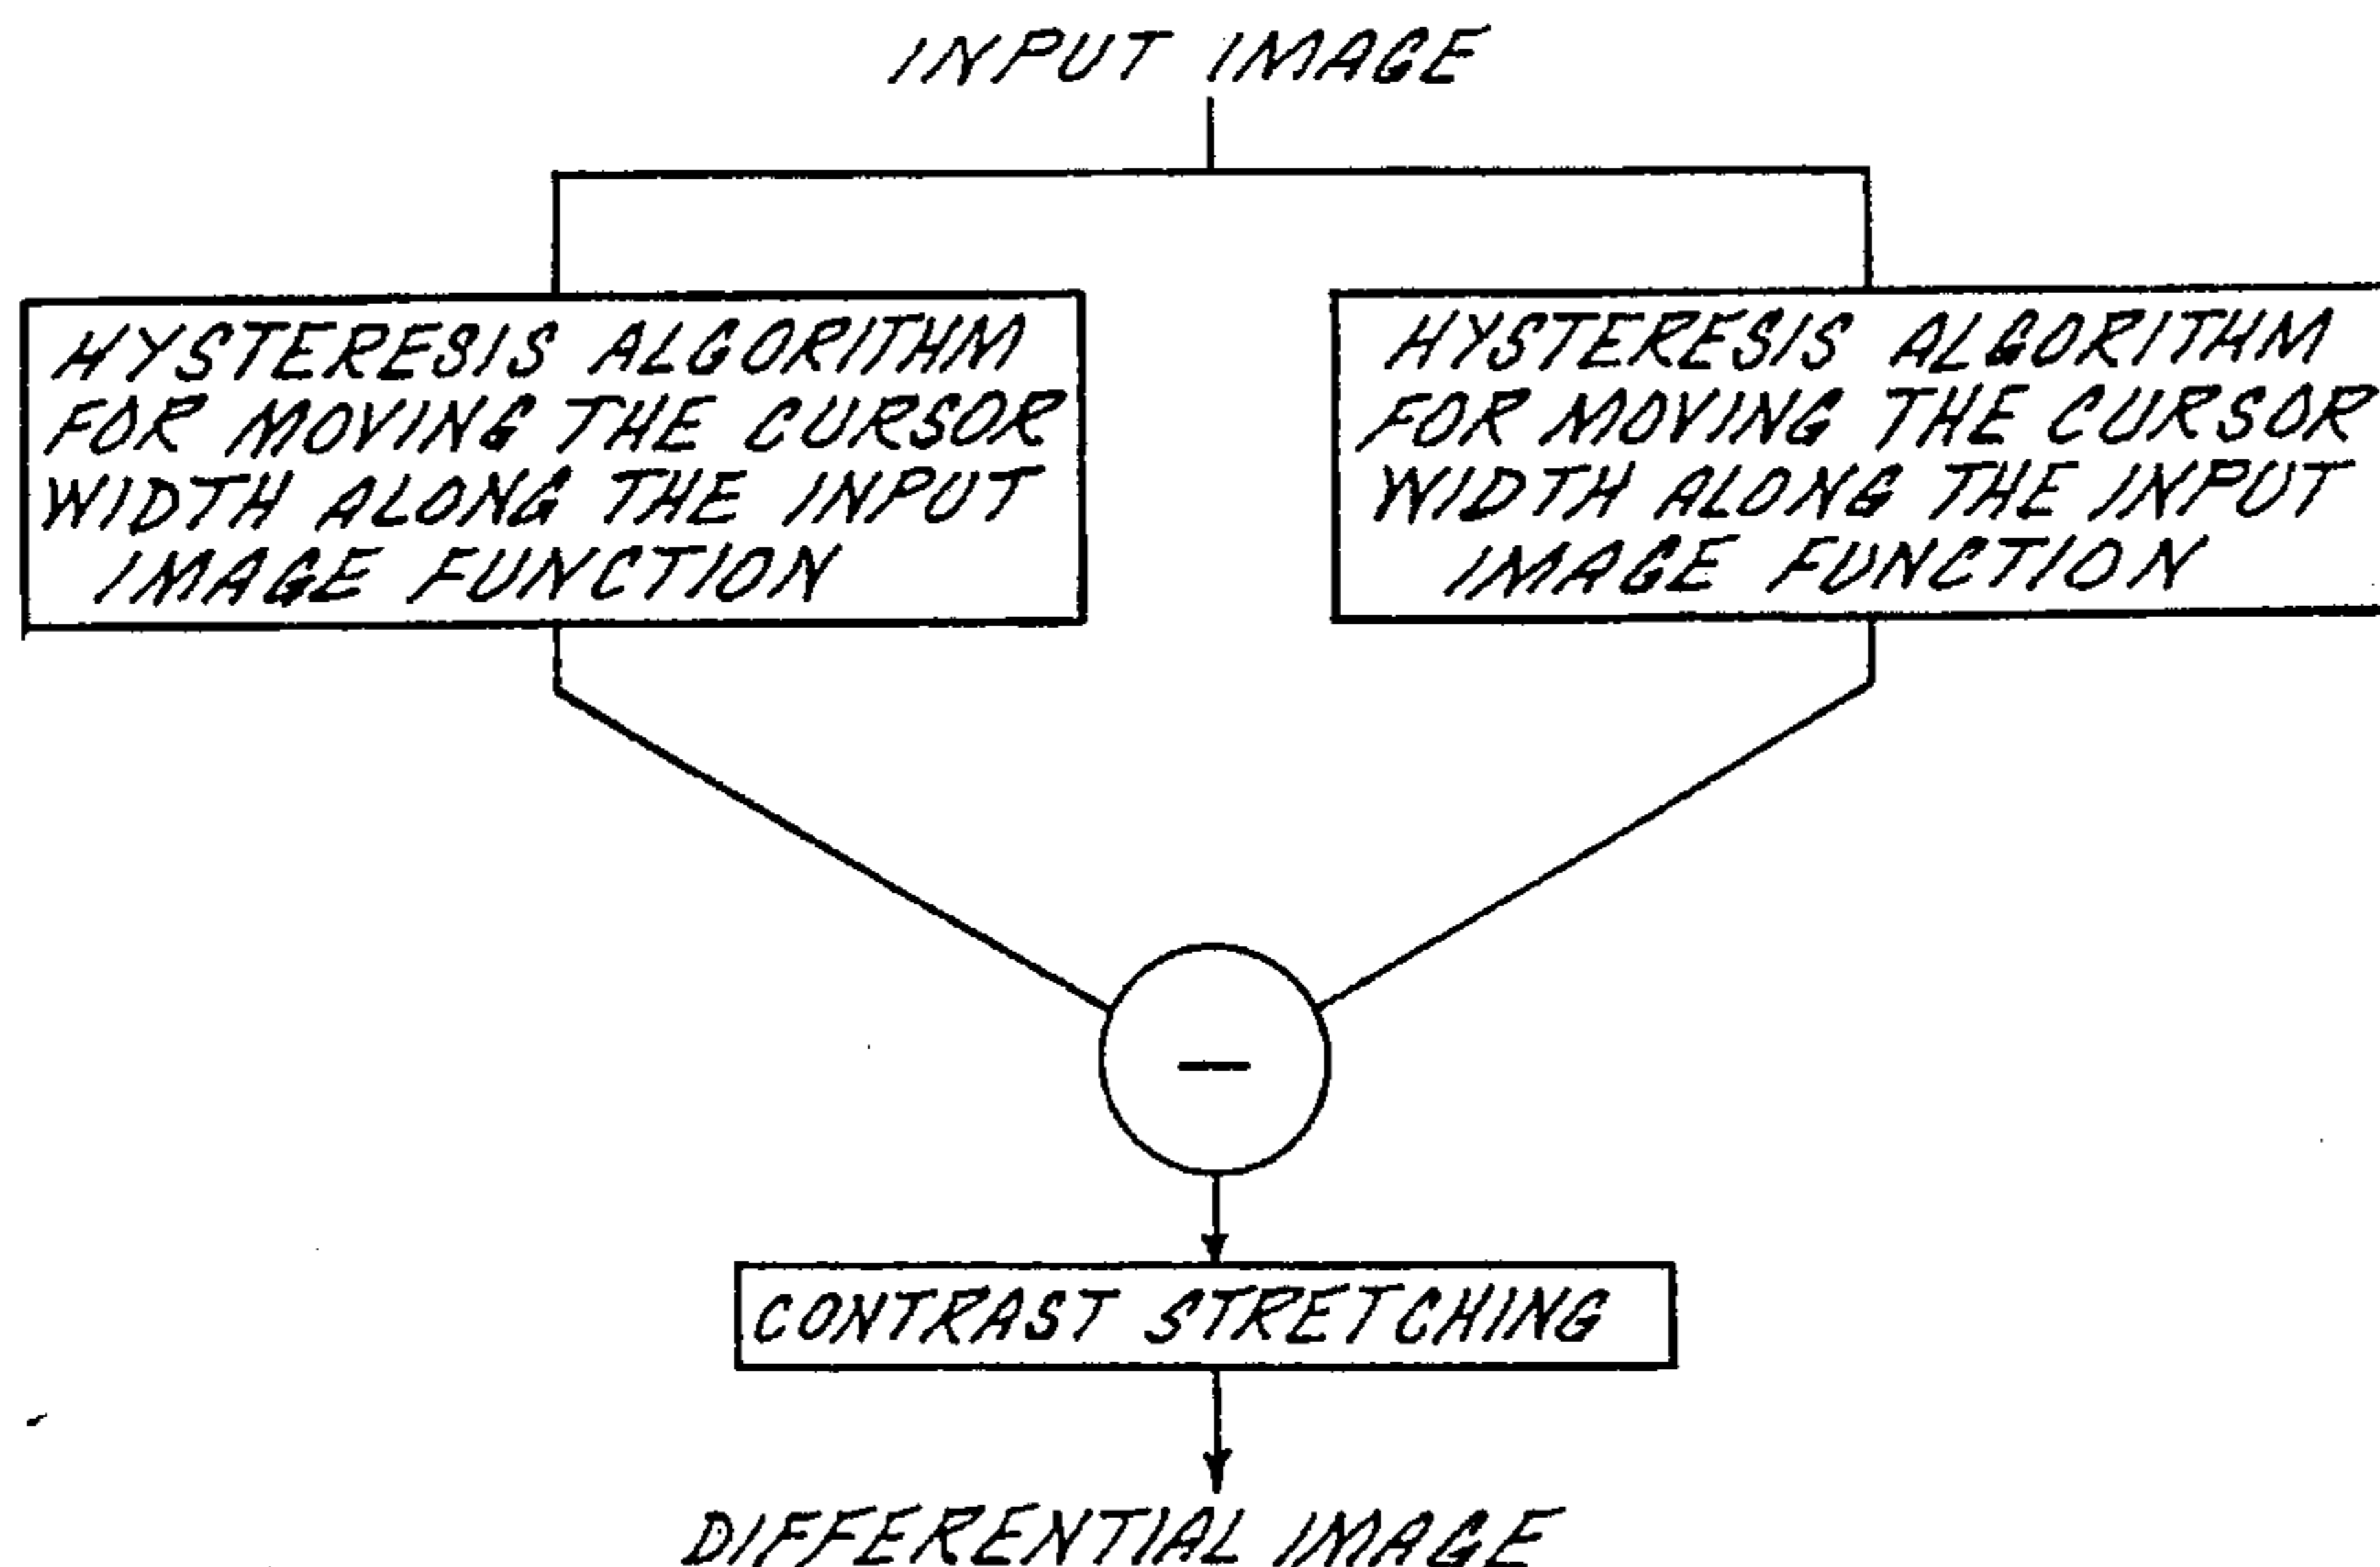 INPUT IMAGE
HYSTERESIS ALGORITHM
FOR MOVING THE CURSOR
WIDTH ALONG THE INPUT
IMAGE FUNCTION
HYSTERESIS ALGORITHM
FOR MOVING THE CURSOR
WIDTH ALONG THE INPUT
IMAGE FUNCTION
—
CONTRAST STRETCHING
DIFFERENTIAL IMAGE